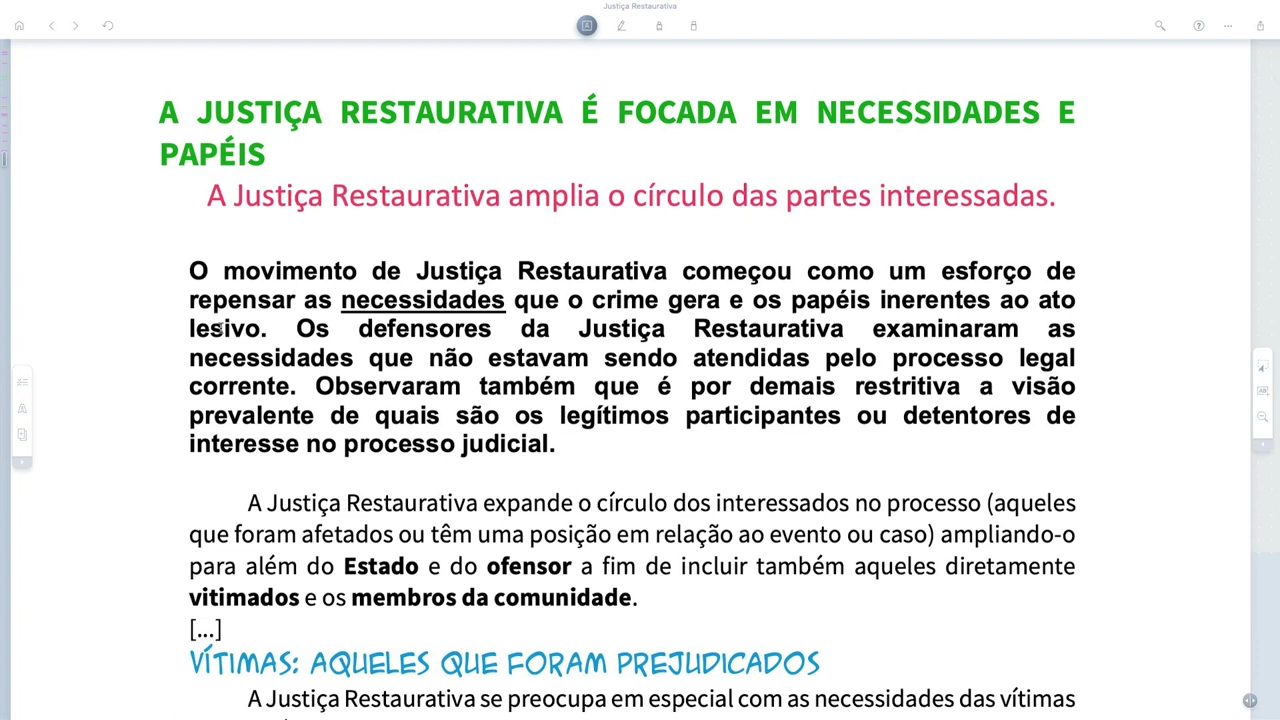 Justiça Restaurativa
A JUSTIÇA RESTAURATIVA É FOCADA EM NECESSIDADES E
PAPÉIS
A Justiça Restaurativa amplia o círculo das partes interessadas.
O movimento de Justiça Restaurativa começou como um esforço de
repensar as necessidades que o crime gera e os papéis inerentes ao ato
lesivo. Os defensores da Justiça Restaurativa examinaram as
necessidades que não estavam sendo atendidas pelo processo legal
corrente. Observaram também que é por demais restritiva a visão
prevalente de quais são os legítimos participantes ou detentores de
interesse no processo judicial.
A Justiça Restaurativa expande o círculo dos interessados no processo (aqueles
que foram afetados ou têm uma posição em relação ao evento ou caso) ampliando-o
para além do Estado e do ofensor a fim de incluir também aqueles diretamente
vitimados e os membros da comunidade.
[...]
VÍTIMAS: AQUELES QUE FORAM PREJUDICADOS
A Justiça Restaurativa se preocupa em especial com as necessidades das vítimas